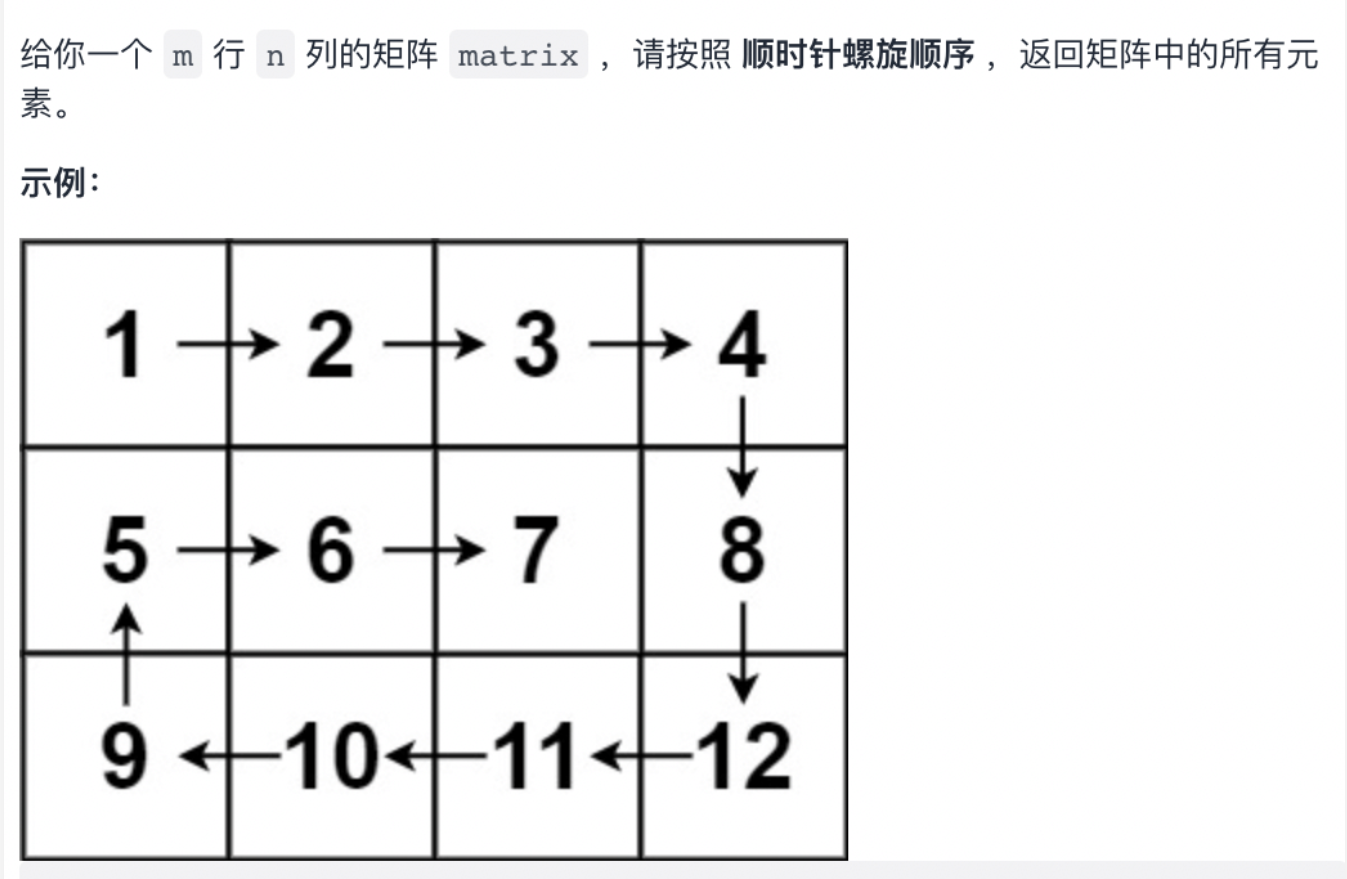 给你一个 m 行 n 列的矩阵 matrix ，请按照 顺时针螺旋顺序 ，返回矩阵中的所有元
素。
示例：
1 2 3 4
5 6 7 8
9 10 11 12